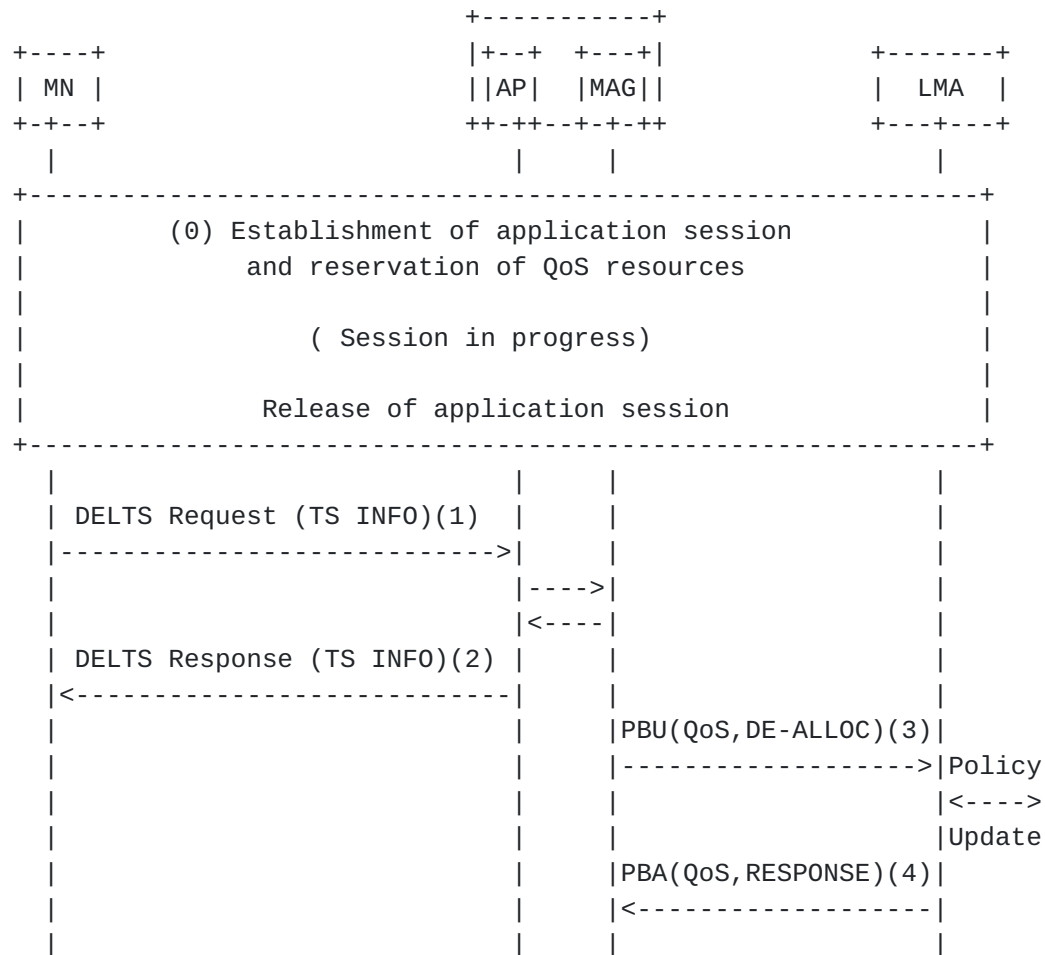 MN AP MAG LMA
(0) Establishment of application session
and reservation of QoS resources
( Session in progress)
Release of application session
DELTS Request (TS INFO)(1)
DELTS Response (TS INFO)(2)
PBU(QoS,DE-ALLOC)(3)
Policy
Update
PBA(QoS,RESPONSE)(4)